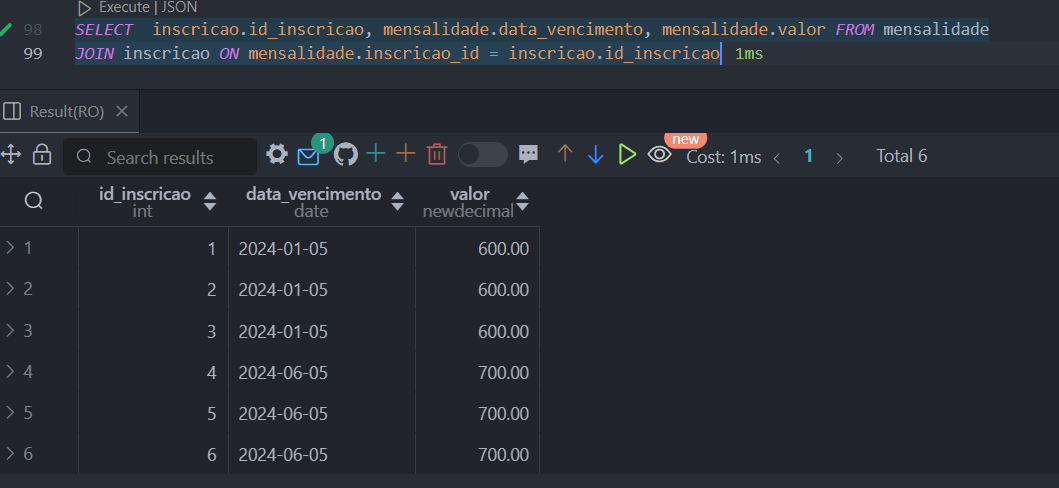 Execute | JSON
98 SELECT  inscricao.id_inscricao, mensalidade.data_vencimento, mensalidade.valor FROM mensalidade
99 JOIN inscricao ON mensalidade.inscricao_id = inscricao.id_inscricao 1ms
Result(RO)
Search results 1 new Cost: 1ms 1 Total 6
id_inscricao data_vencimento valor
int date newdecimal
1 1 2024-01-05 600.00
2 2 2024-01-05 600.00
3 3 2024-01-05 600.00
4 4 2024-06-05 700.00
5 5 2024-06-05 700.00
6 6 2024-06-05 700.00